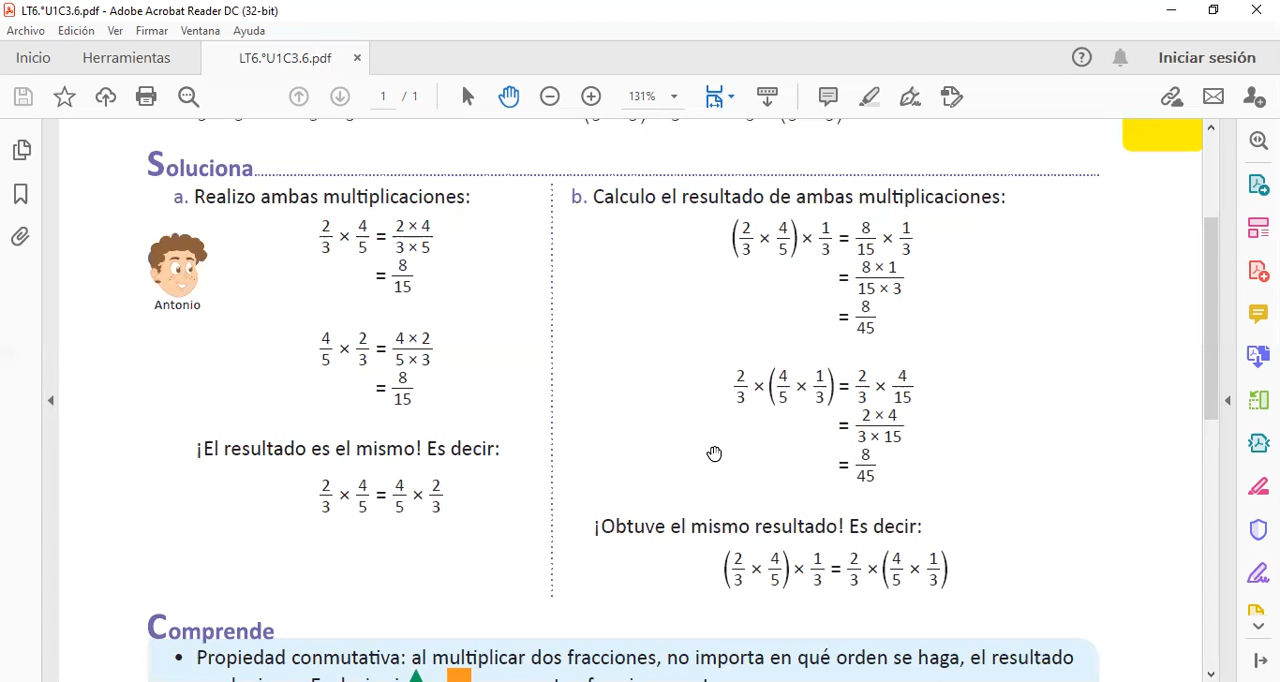 LT6.°U1C3.6.pdf - Adobe Acrobat Reader DC (32-bit)
Archivo Edición Ver Firmar Ventana Ayuda
Inicio Herramientas LT6.°U1C3.6.pdf × Iniciar sesión
1 / 1 131%
Soluciona
a. Realizo ambas multiplicaciones:
2/3 × 4/5 = 2 × 4 / 3 × 5
= 8/15
Antonio
4/5 × 2/3 = 4 × 2 / 5 × 3
= 8/15
¡El resultado es el mismo! Es decir:
2/3 × 4/5 = 4/5 × 2/3
b. Calculo el resultado de ambas multiplicaciones:
(2/3 × 4/5) × 1/3 = 8/15 × 1/3
= 8 × 1 / 15 × 3
= 8/45
2/3 × (4/5 × 1/3) = 2/3 × 4/15
= 2 × 4 / 3 × 15
= 8/45
¡Obtuve el mismo resultado! Es decir:
(2/3 × 4/5) × 1/3 = 2/3 × (4/5 × 1/3)
Comprende
• Propiedad conmutativa: al multiplicar dos fracciones, no importa en qué orden se haga, el resultado